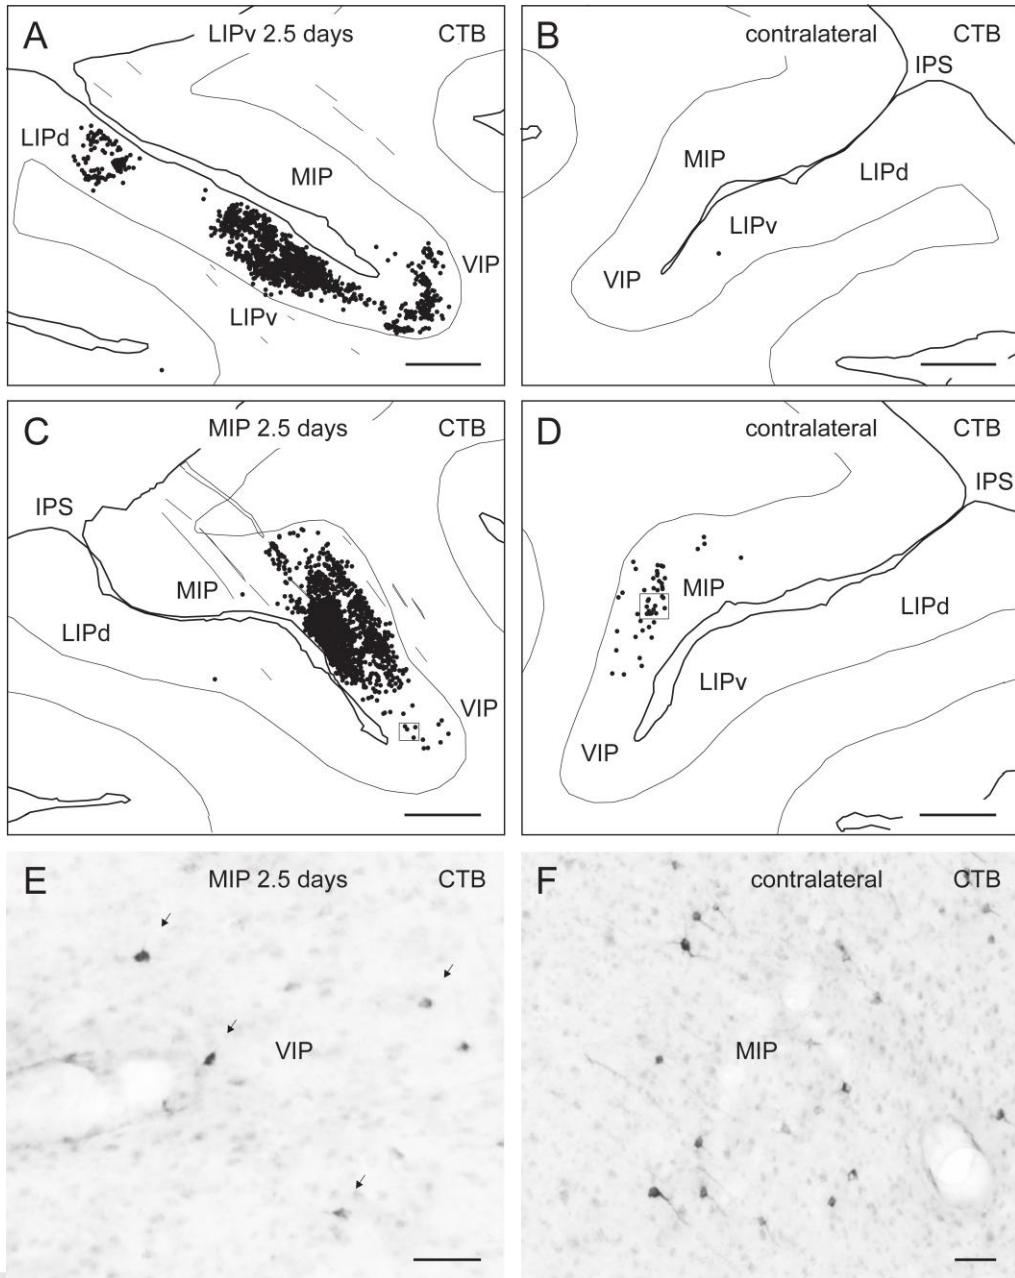 A LIPv 2.5 days CTB
LIPd
MIP
VIP
LIPv
B contralateral CTB
IPS
MIP
LIPd
LIPv
VIP
C MIP 2.5 days CTB
IPS
MIP
LIPd
VIP
D contralateral CTB
IPS
MIP
LIPd
LIPv
VIP
E MIP 2.5 days CTB
VIP
F contralateral CTB
MIP